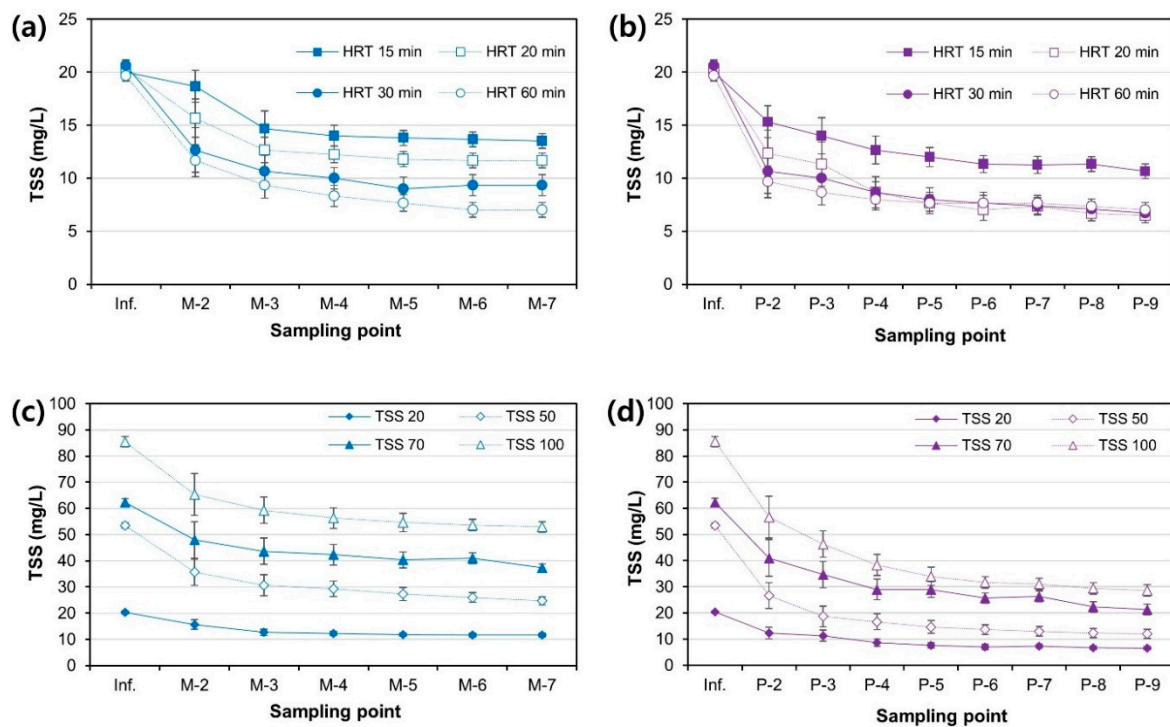 (a)
25
20
15
10
5
0
TSS (mg/L)
HRT 15 min
HRT 20 min
HRT 30 min
HRT 60 min
Inf. M-2 M-3 M-4 M-5 M-6 M-7
Sampling point
(b)
25
20
15
10
5
0
TSS (mg/L)
HRT 15 min
HRT 20 min
HRT 30 min
HRT 60 min
Inf. P-2 P-3 P-4 P-5 P-6 P-7 P-8 P-9
Sampling point
(c)
100
90
80
70
60
50
40
30
20
10
0
TSS (mg/L)
TSS 20
TSS 50
TSS 70
TSS 100
Inf. M-2 M-3 M-4 M-5 M-6 M-7
Sampling point
(d)
100
90
80
70
60
50
40
30
20
10
0
TSS (mg/L)
TSS 20
TSS 50
TSS 70
TSS 100
Inf. P-2 P-3 P-4 P-5 P-6 P-7 P-8 P-9
Sampling point